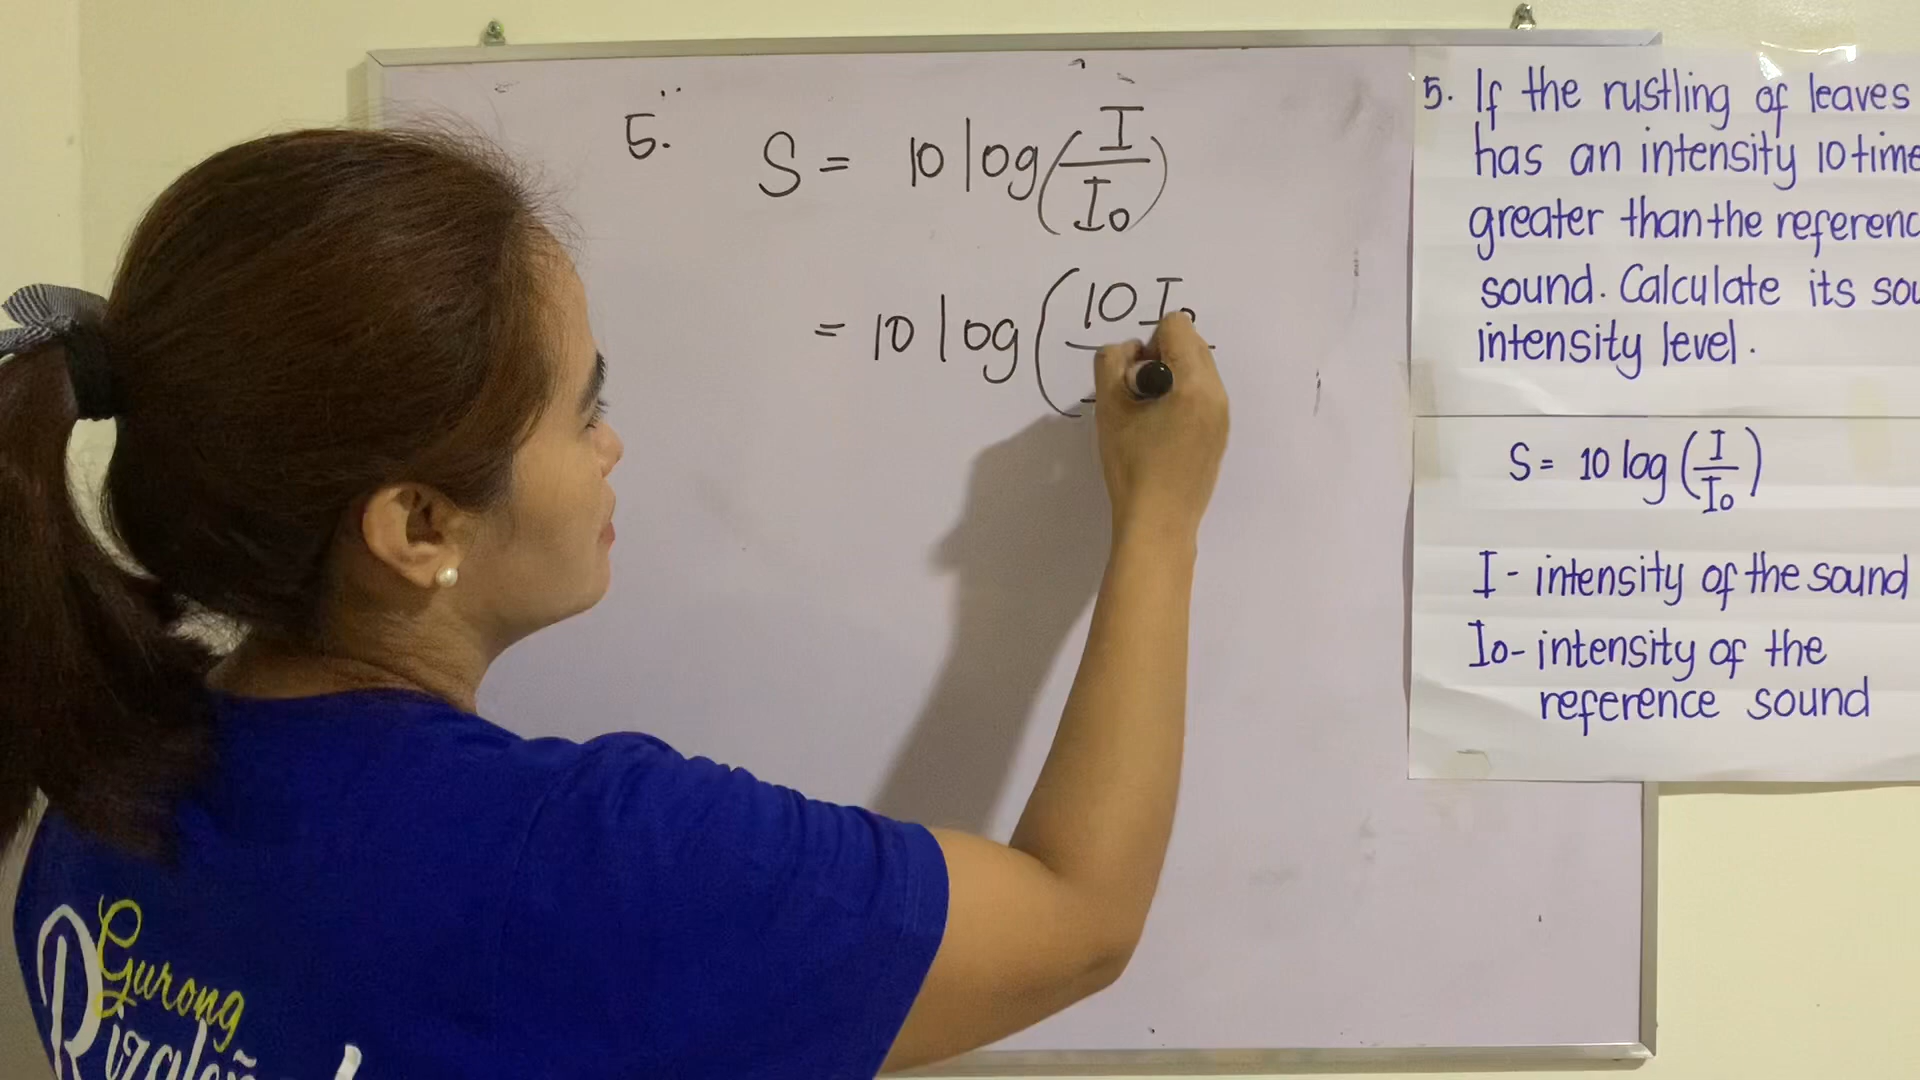 5. S = 10 log(I/I₀)
= 10 log(10 I₀
5. If the rustling of leaves
has an intensity 10 time
greater than the referenc
sound. Calculate its sou
intensity level.
S = 10 log (I/I₀)
I - intensity of the sound
I₀ - intensity of the
reference sound
Gurong